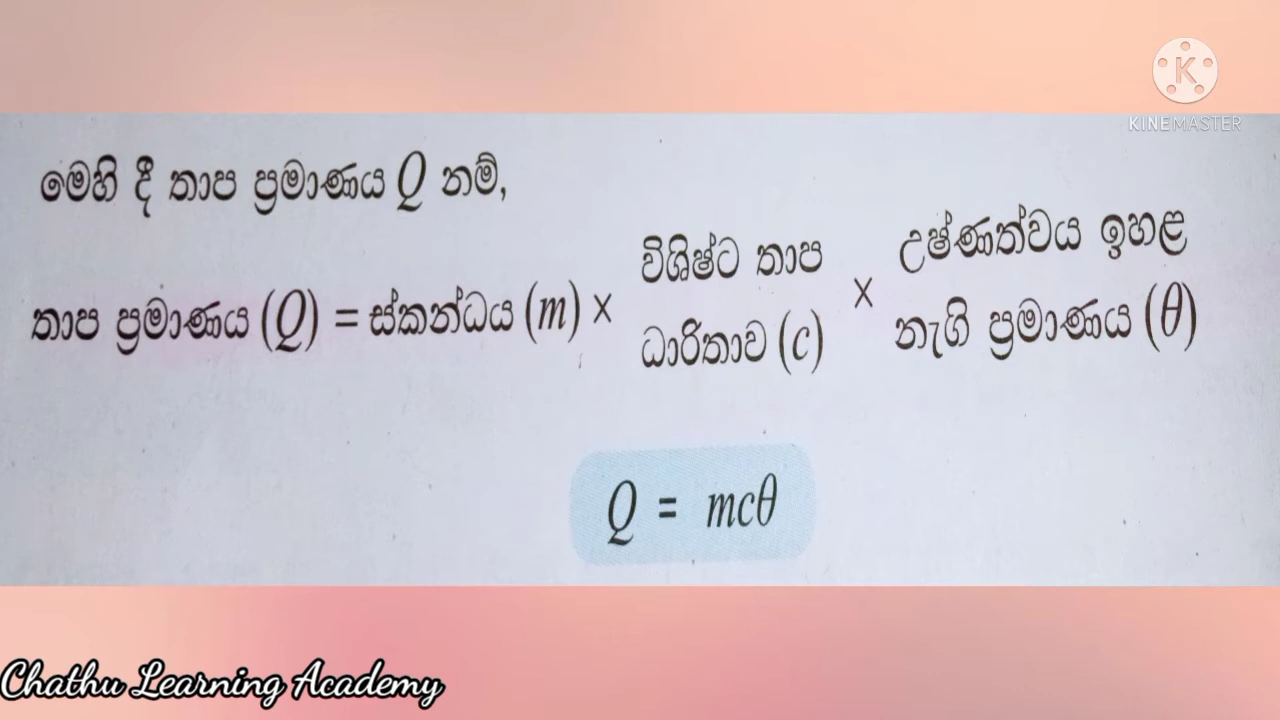 KINEMASTER
මෙහි දී තාප ප්‍රමාණය Q නම්,
තාප ප්‍රමාණය (Q) = ස්කන්ධය (m) × විශිෂ්ට තාප ධාරිතාව (c) × උෂ්ණත්වය ඉහළ නැගි ප්‍රමාණය (θ)
Q = mcθ
Chathu Learning Academy